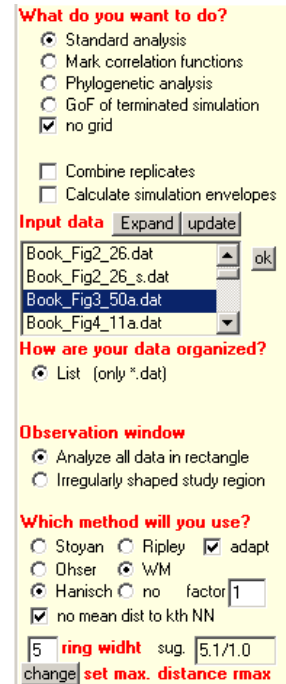 What do you want to do?
Standard analysis
Mark correlation functions
Phylogenetic analysis
GoF of terminated simulation
no grid
Combine replicates
Calculate simulation envelopes
Input data Expand update
Book_Fig2_26.dat
ok
Book_Fig2_26_s.dat
Book_Fig3_50a.dat
Book_Fig4_11a.dat
How are your data organized?
List (only *.dat)
Observation window
Analyze all data in rectangle
Irregularly shaped study region
Which method will you use?
Stoyan Ripley adapt
Ohser WM
Hanisch no factor 1
no mean dist to kth NN
5 ring widht sug. 5.1/1.0
change set max. distance rmax